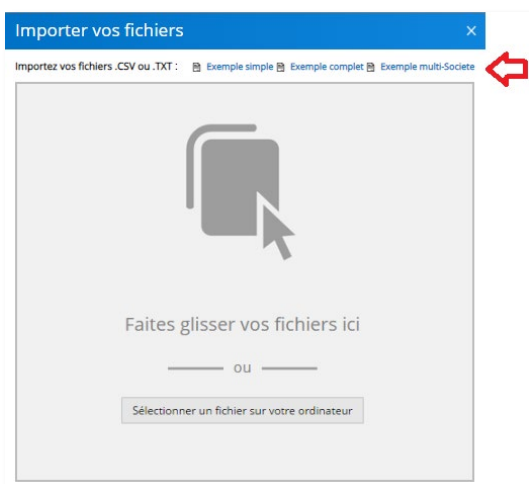 Importer vos fichiers ×
Importez vos fichiers .CSV ou .TXT : Exemple simple Exemple complet Exemple multi-Societe
Faites glisser vos fichiers ici
ou
Sélectionner un fichier sur votre ordinateur